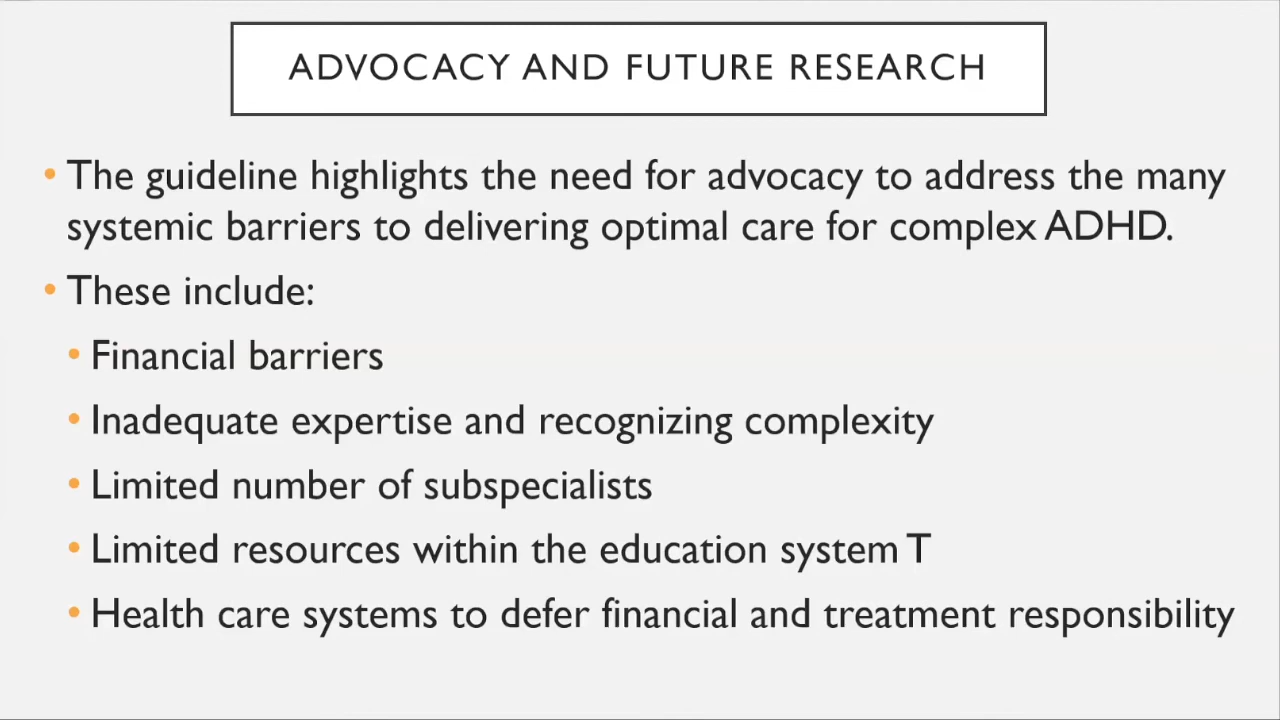 ADVOCACY AND FUTURE RESEARCH
• The guideline highlights the need for advocacy to address the many
systemic barriers to delivering optimal care for complex ADHD.
• These include:
• Financial barriers
• Inadequate expertise and recognizing complexity
• Limited number of subspecialists
• Limited resources within the education system T
• Health care systems to defer financial and treatment responsibility